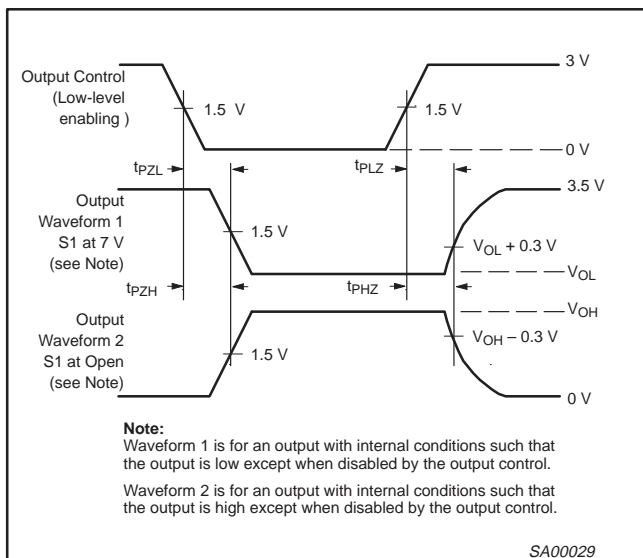 Output Control
(Low-level
enabling )
1.5 V
1.5 V
3 V
0 V
tPZL
tPLZ
Output
Waveform 1
S1 at 7 V
(see Note)
1.5 V
3.5 V
VOL + 0.3 V
VOL
tPZH
tPHZ
VOH
Output
Waveform 2
S1 at Open
(see Note)
1.5 V
VOH – 0.3 V
0 V
Note:
Waveform 1 is for an output with internal conditions such that
the output is low except when disabled by the output control.
Waveform 2 is for an output with internal conditions such that
the output is high except when disabled by the output control.
SA00029